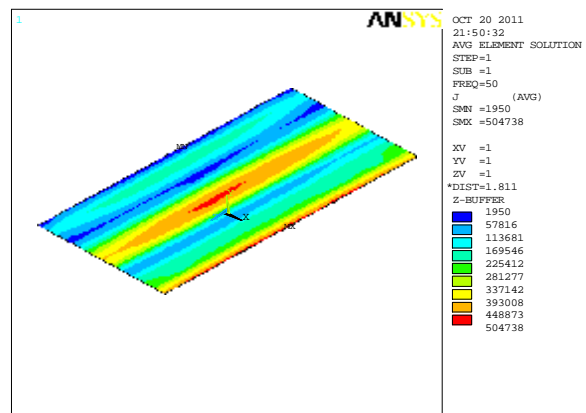 1
ANSYS
OCT 20 2011
21:50:32
AVG ELEMENT SOLUTION
STEP=1
SUB =1
FREQ=50
J (AVG)
SMN =1950
SMX =504738
XV =1
YV =1
ZV =1
*DIST=1.811
Z-BUFFER
1950
57816
113681
169546
225412
281277
337142
393008
448873
504738
MN
X
MX